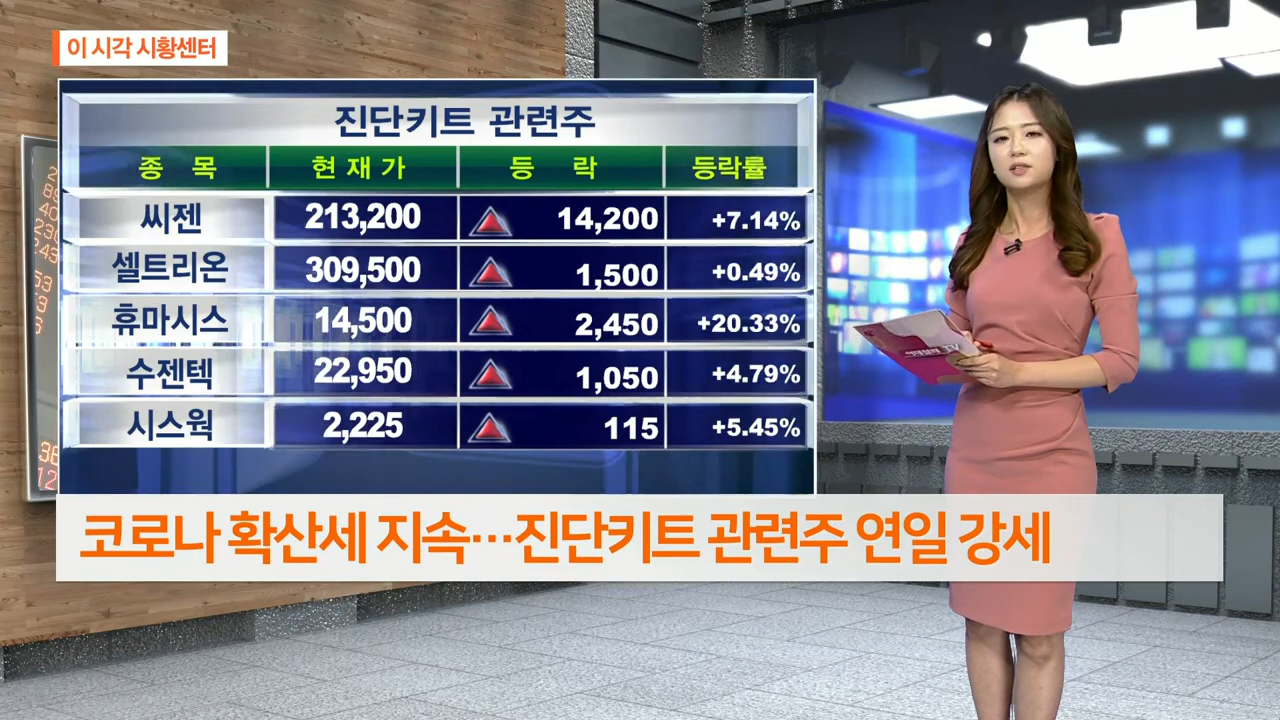 이 시각 시황센터
진단키트 관련주
종 목 현재가 등 락 등락률
씨젠 213,200 14,200 +7.14%
셀트리온 309,500 1,500 +0.49%
휴마시스 14,500 2,450 +20.33%
수젠텍 22,950 1,050 +4.79%
시스웍 2,225 115 +5.45%
코로나 확산세 지속…진단키트 관련주 연일 강세
TV